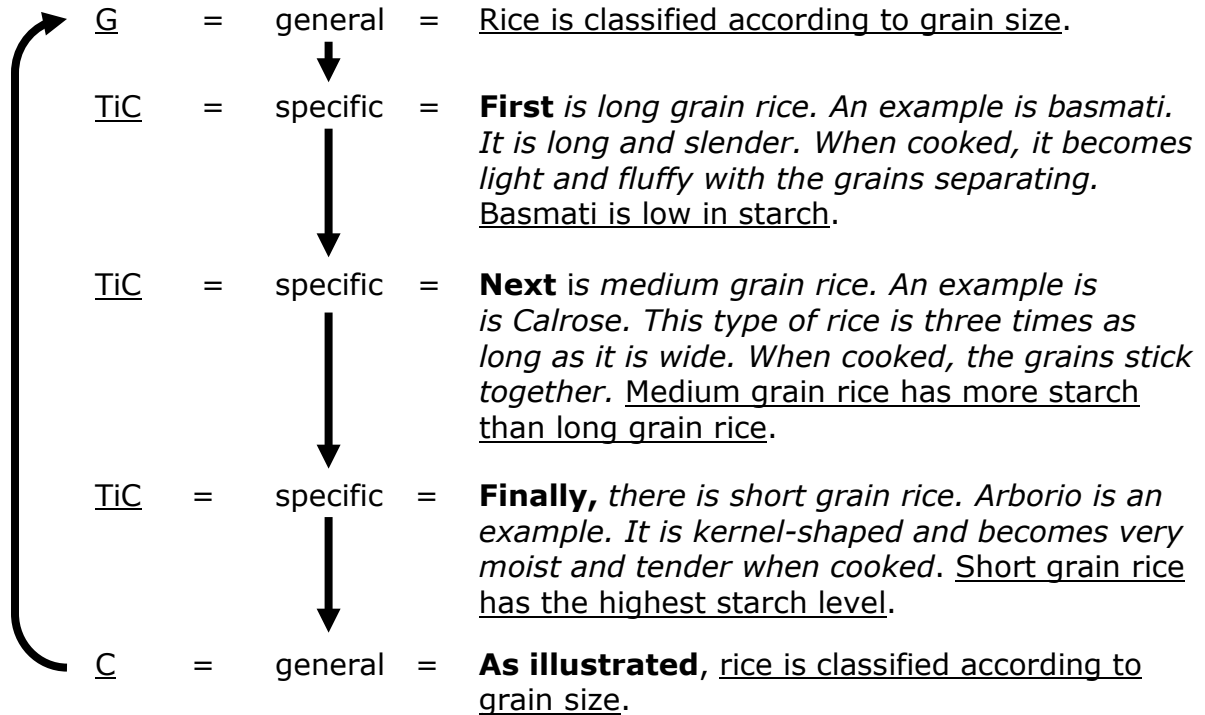 G = general = Rice is classified according to grain size.
TiC = specific = First is long grain rice. An example is basmati.
It is long and slender. When cooked, it becomes
light and fluffy with the grains separating.
Basmati is low in starch.
TiC = specific = Next is medium grain rice. An example is
is Calrose. This type of rice is three times as
long as it is wide. When cooked, the grains stick
together. Medium grain rice has more starch
than long grain rice.
TiC = specific = Finally, there is short grain rice. Arborio is an
example. It is kernel-shaped and becomes very
moist and tender when cooked. Short grain rice
has the highest starch level.
C = general = As illustrated, rice is classified according to
grain size.